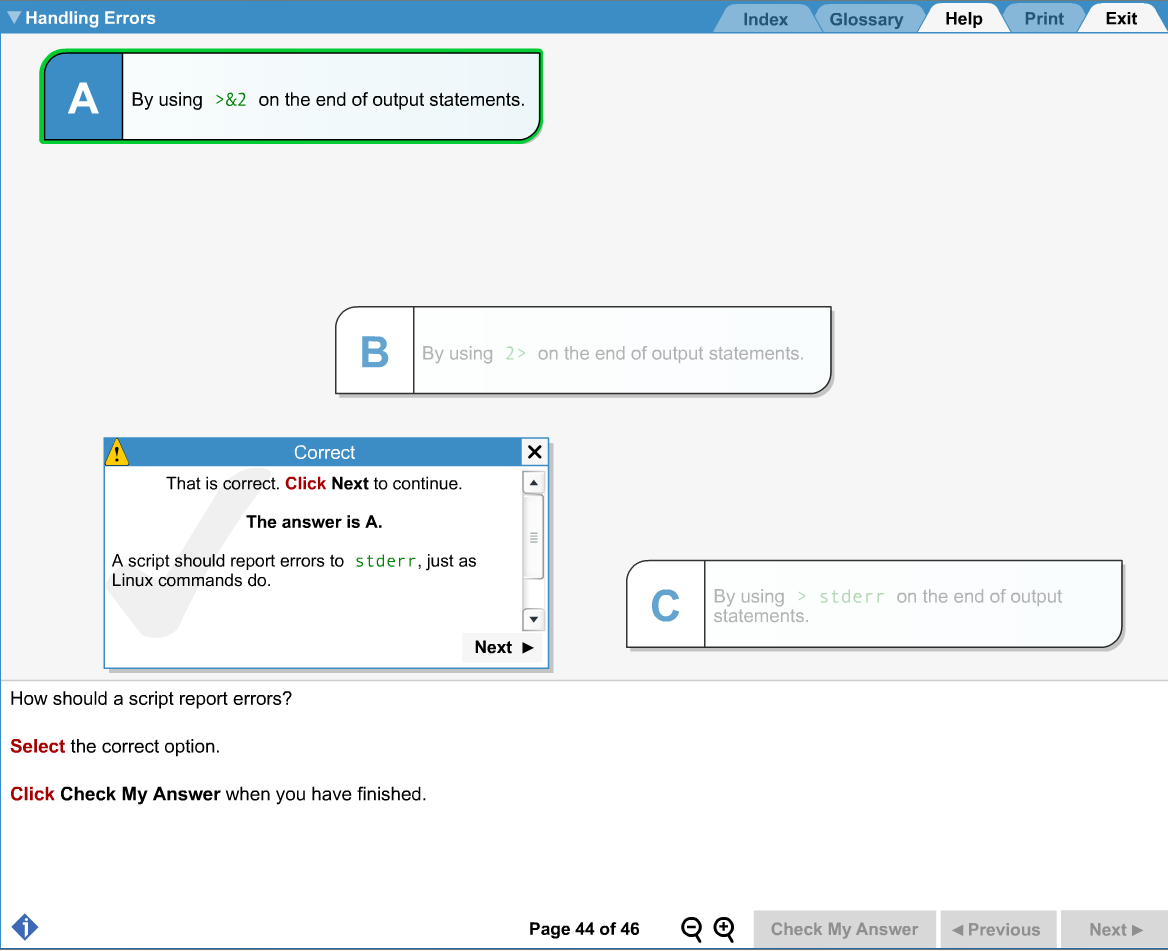 Handling Errors
Index
Glossary
Help
Print
Exit
A
By using >&2 on the end of output statements.
B
By using 2> on the end of output statements.
Correct
That is correct. Click Next to continue.
The answer is A.
A script should report errors to stderr, just as
Linux commands do.
Next ►
C
By using > stderr on the end of output
statements.
How should a script report errors?
Select the correct option.
Click Check My Answer when you have finished.
Page 44 of 46
Check My Answer
◄ Previous
Next ►